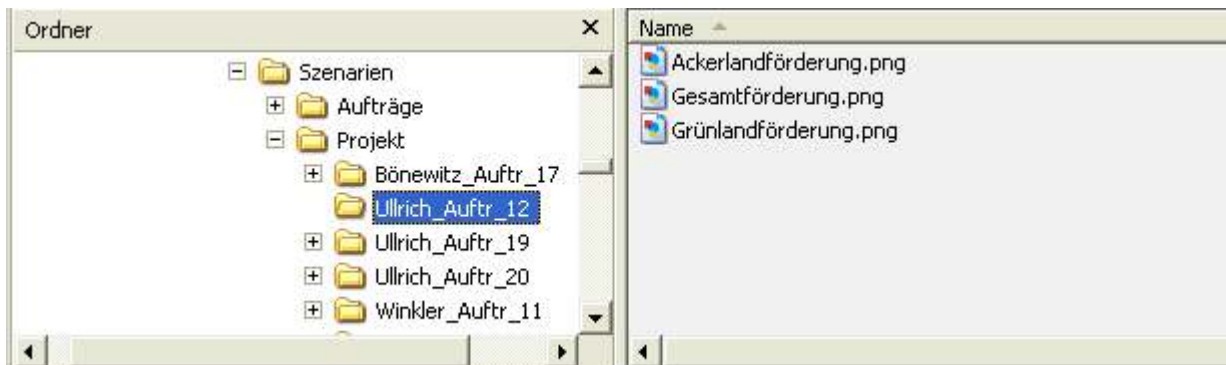 Ordner
Szenarien
Aufträge
Projekt
Bönewitz_Auftr_17
Ullrich_Auftr_12
Ullrich_Auftr_19
Ullrich_Auftr_20
Winkler_Auftr_11
Name
Ackerlandförderung.png
Gesamtförderung.png
Grünlandförderung.png